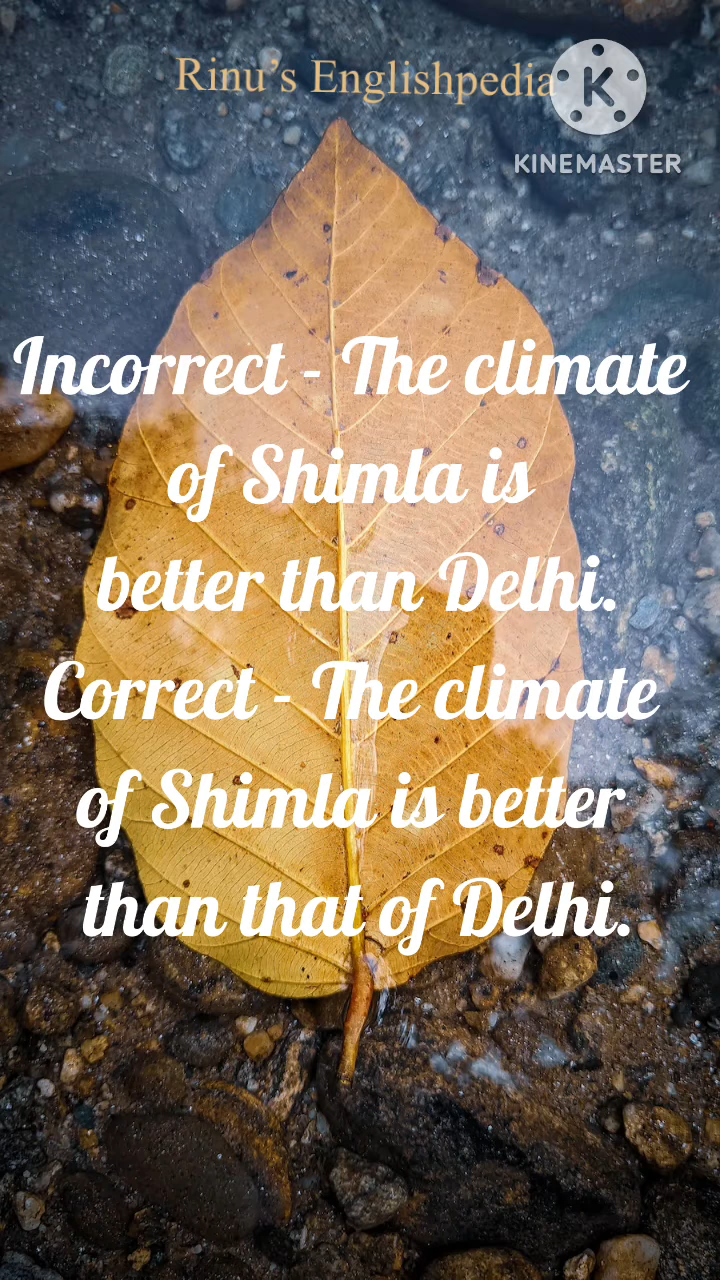 Rinu's Englishpedia
K
KINEMASTER
Incorrect - The climate
of Shimla is
better than Delhi.
Correct - The climate
of Shimla is better
than that of Delhi.